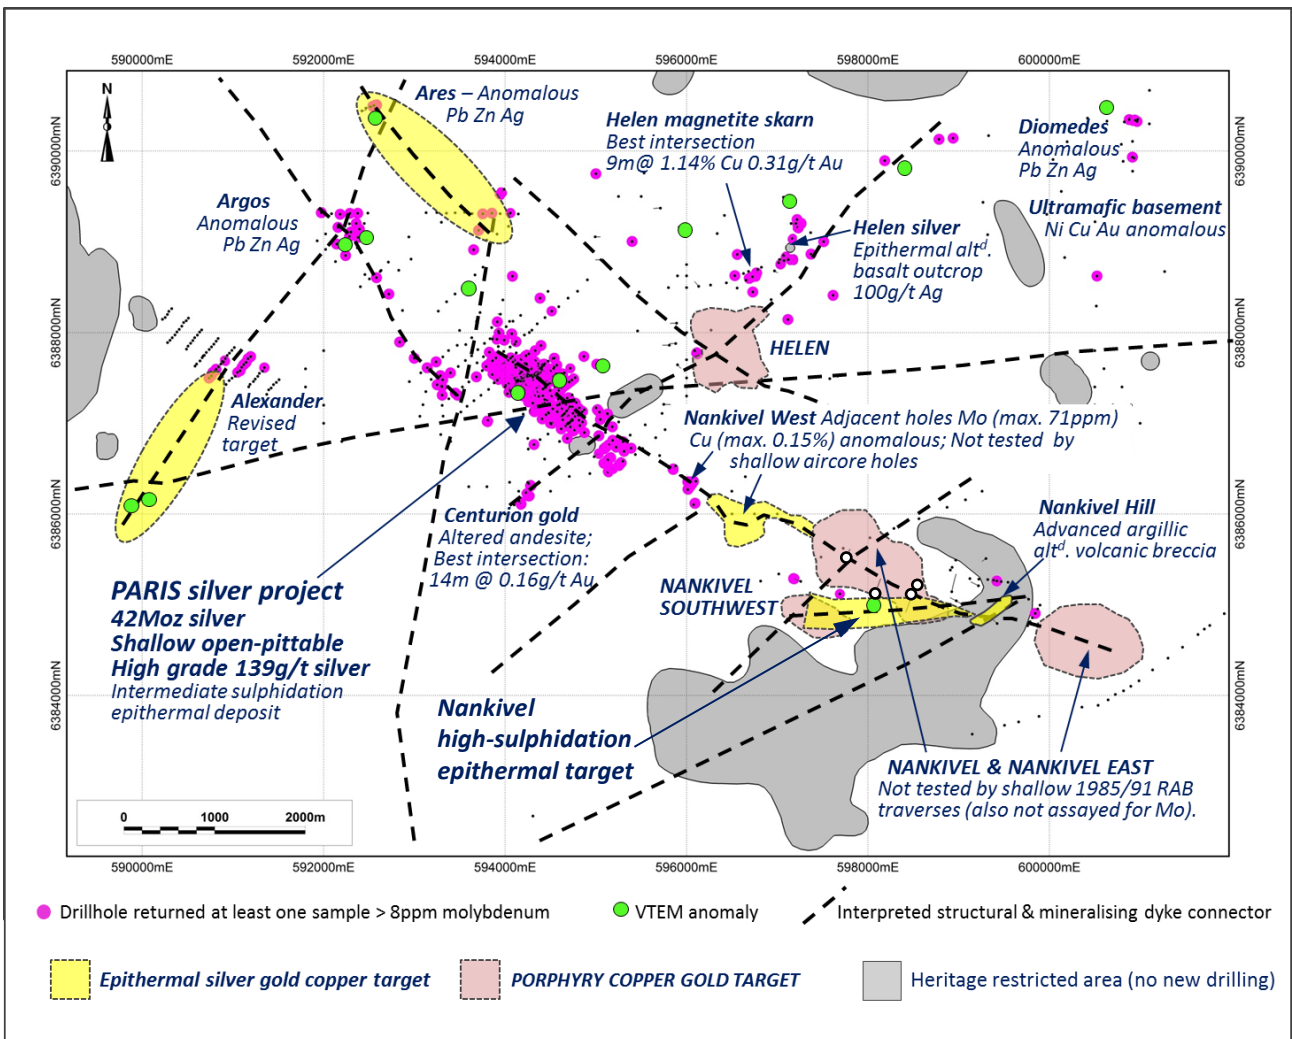 590000mE
592000mE
594000mE
596000mE
598000mE
600000mE
N
6390000mN
6390000mN
Ares – Anomalous
Pb Zn Ag
Helen magnetite skarn
Best intersection
9m@ 1.14% Cu 0.31g/t Au
Diomedes
Anomalous
Pb Zn Ag
Argos
Anomalous
Pb Zn Ag
Ultramafic basement
Ni Cu Au anomalous
Helen silver
Epithermal altd.
basalt outcrop
100g/t Ag
6388000mN
6388000mN
HELEN
Alexander
Revised
target
Nankivel West Adjacent holes Mo (max. 71ppm)
Cu (max. 0.15%) anomalous; Not tested by
shallow aircore holes
6386000mN
6386000mN
Centurion gold
Altered andesite;
Best intersection:
14m @ 0.16g/t Au
Nankivel Hill
Advanced argillic
altd. volcanic breccia
PARIS silver project
42Moz silver
Shallow open-pittable
High grade 139g/t silver
Intermediate sulphidation
epithermal deposit
NANKIVEL
SOUTHWEST
6384000mN
6384000mN
Nankivel
high-sulphidation
epithermal target
NANKIVEL & NANKIVEL EAST
Not tested by shallow 1985/91 RAB
traverses (also not assayed for Mo).
0 1000 2000m
590000mE
592000mE
594000mE
596000mE
598000mE
600000mE
Drillhole returned at least one sample > 8ppm molybdenum
VTEM anomaly
Interpreted structural & mineralising dyke connector
Epithermal silver gold copper target
PORPHYRY COPPER GOLD TARGET
Heritage restricted area (no new drilling)